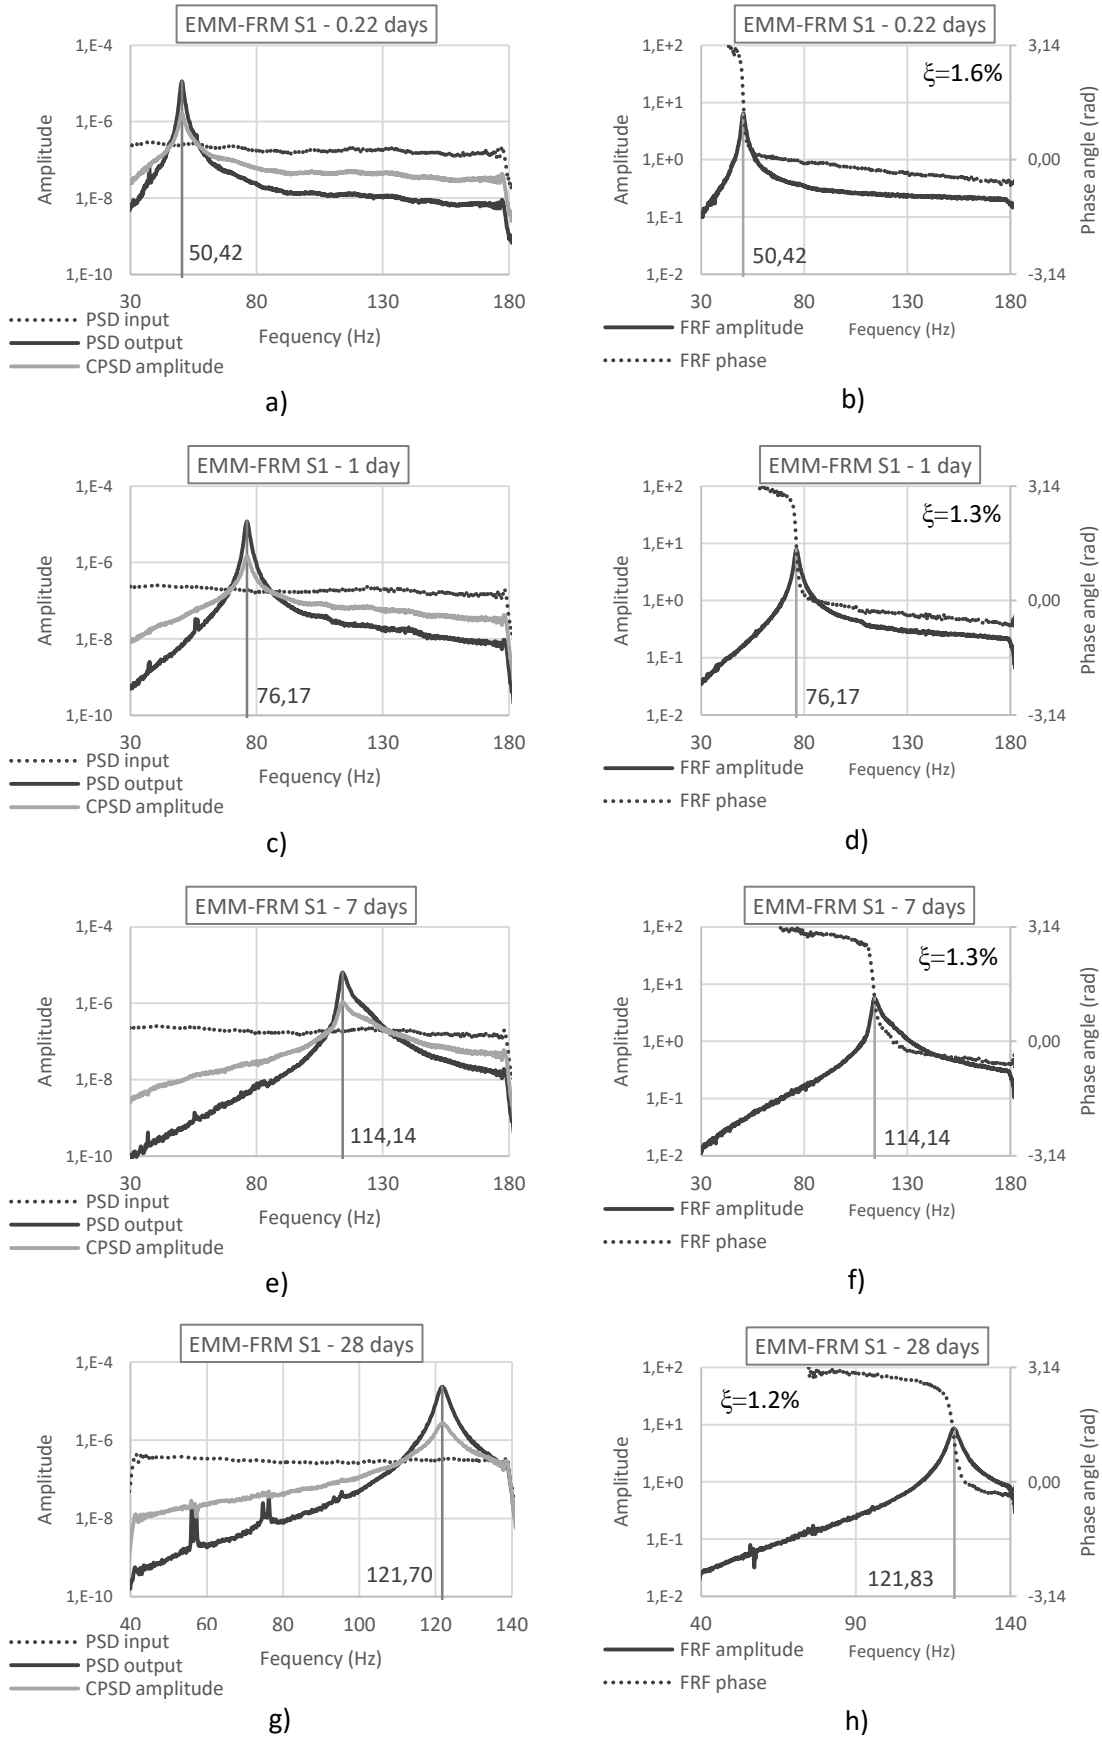 EMM-FRM S1 - 0.22 days
1,E-4
1,E-6
1,E-8
1,E-10
Amplitude
50,42
30 80 130 180
Fequency (Hz)
PSD input
PSD output
CPSD amplitude
a)
EMM-FRM S1 - 0.22 days
1,E+2
1,E+1
1,E+0
1,E-1
1,E-2
Amplitude
ξ=1.6%
3,14
0,00
-3,14
Phase angle (rad)
50,42
30 80 130 180
Fequency (Hz)
FRF amplitude
FRF phase
b)
EMM-FRM S1 - 1 day
1,E-4
1,E-6
1,E-8
1,E-10
Amplitude
76,17
30 80 130 180
Fequency (Hz)
PSD input
PSD output
CPSD amplitude
c)
EMM-FRM S1 - 1 day
1,E+2
1,E+1
1,E+0
1,E-1
1,E-2
Amplitude
ξ=1.3%
3,14
0,00
-3,14
Phase angle (rad)
76,17
30 80 130 180
Fequency (Hz)
FRF amplitude
FRF phase
d)
EMM-FRM S1 - 7 days
1,E-4
1,E-6
1,E-8
1,E-10
Amplitude
114,14
30 80 130 180
Fequency (Hz)
PSD input
PSD output
CPSD amplitude
e)
EMM-FRM S1 - 7 days
1,E+2
1,E+1
1,E+0
1,E-1
1,E-2
Amplitude
ξ=1.3%
3,14
0,00
-3,14
Phase angle (rad)
114,14
30 80 130 180
Fequency (Hz)
FRF amplitude
FRF phase
f)
EMM-FRM S1 - 28 days
1,E-4
1,E-6
1,E-8
1,E-10
Amplitude
121,70
40 60 80 100 120 140
Fequency (Hz)
PSD input
PSD output
CPSD amplitude
g)
EMM-FRM S1 - 28 days
1,E+2
1,E+1
1,E+0
1,E-1
1,E-2
Amplitude
ξ=1.2%
3,14
0,00
-3,14
Phase angle (rad)
121,83
40 90 140
Fequency (Hz)
FRF amplitude
FRF phase
h)